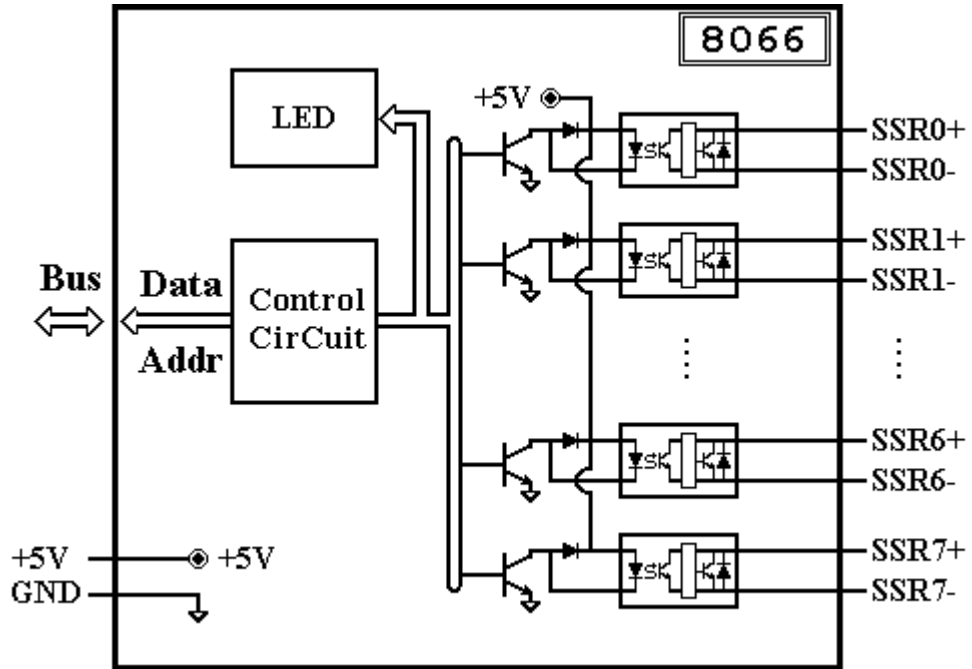 8066
LED
+5V
SSR0+
SSR0-
SSR1+
SSR1-
Bus
Data
Addr
Control
CirCuit
SSR6+
SSR6-
+5V
+5V
GND
SSR7+
SSR7-